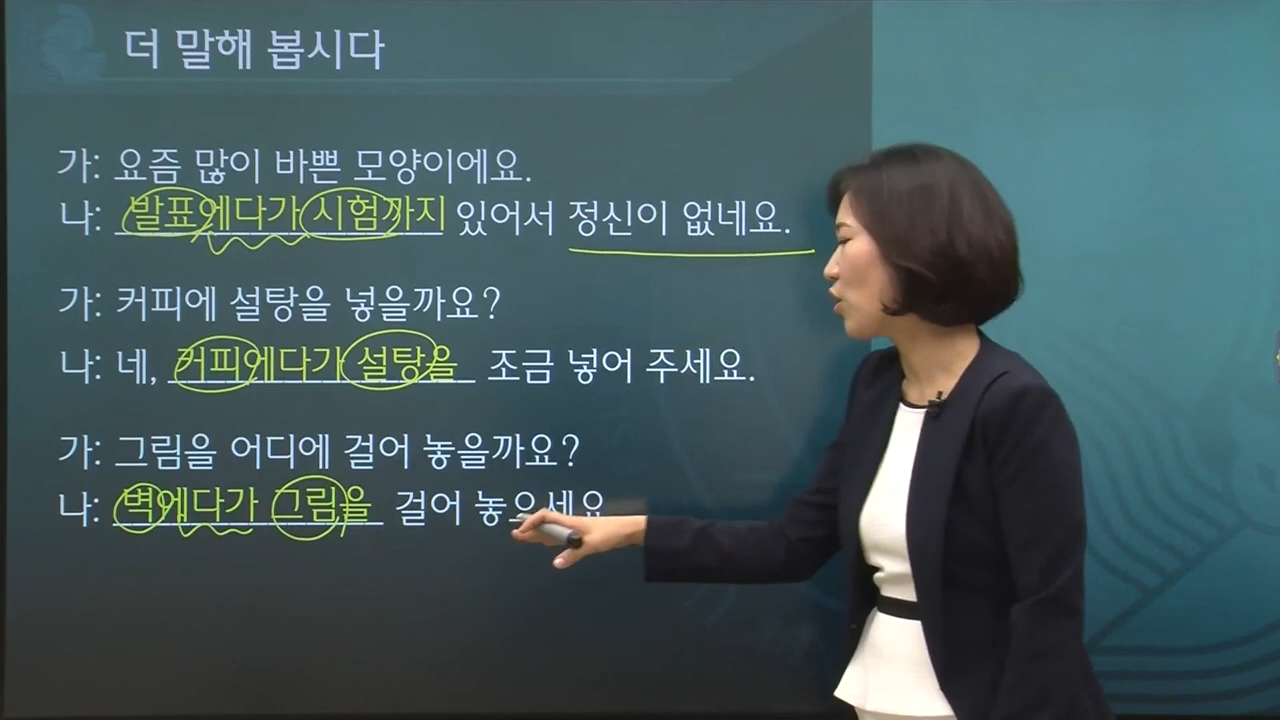 더 말해 봅시다
가: 요즘 많이 바쁜 모양이에요.
나: 발표에다가 시험까지 있어서 정신이 없네요.
가: 커피에 설탕을 넣을까요?
나: 네, 커피에다가 설탕을 조금 넣어 주세요.
가: 그림을 어디에 걸어 놓을까요?
나: 벽에다가 그림을 걸어 놓으세요